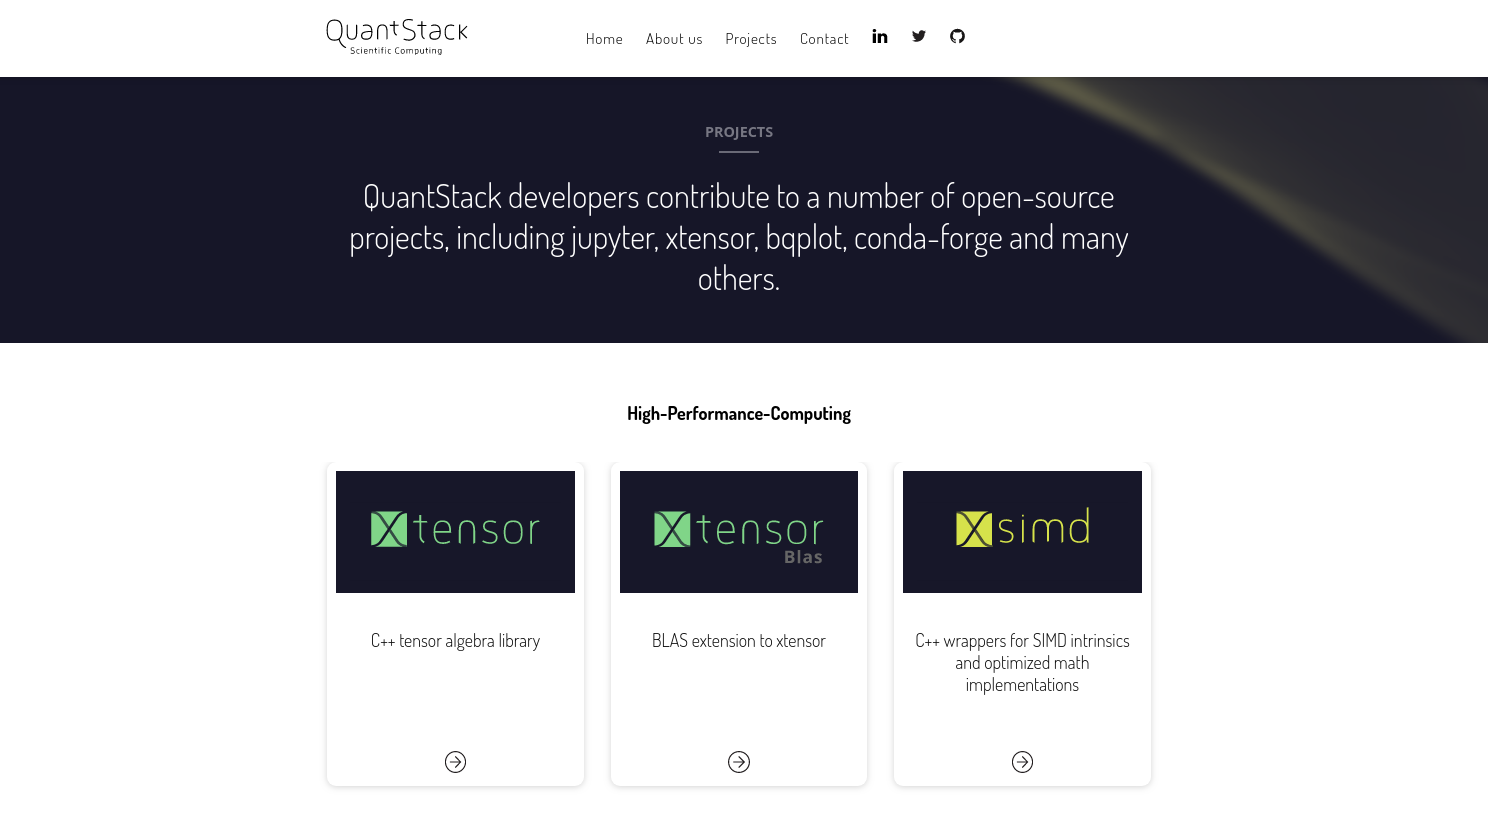 QuantStack
Scientific Computing
Home About us Projects Contact
PROJECTS
QuantStack developers contribute to a number of open-source
projects, including jupyter, xtensor, bqplot, conda-forge and many
others.
High-Performance-Computing
Xtensor
Xtensor
Blas
Xsimd
C++ tensor algebra library
BLAS extension to xtensor
C++ wrappers for SIMD intrinsics
and optimized math
implementations